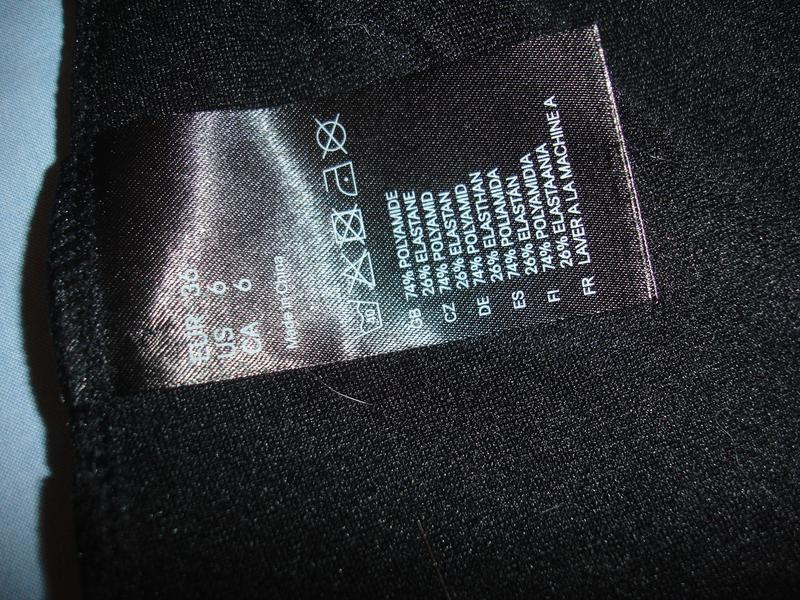 EUR 36
US 6
CA 6
Made in China
30
GB 74% POLYAMIDE
26% ELASTANE
CZ 74% POLYAMID
26% ELASTAN
DE 74% POLYAMID
26% ELASTHAN
ES 74% POLIAMIDA
26% ELASTÁN
FI 74% POLYAMIDIA
26% ELASTAANIA
FR LAVER A LA MACHINE A